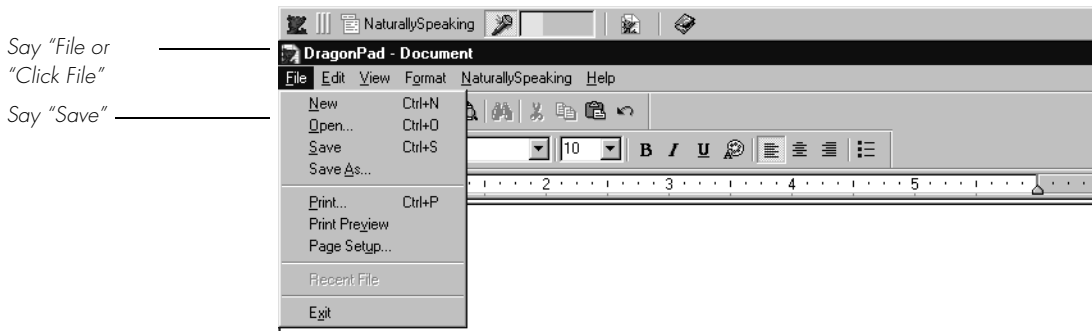 NaturallySpeaking
Say “File or
“Click File”
DragonPad - Document
File Edit View Format NaturallySpeaking Help
Say “Save”
New Ctrl+N
Open... Ctrl+O
Save Ctrl+S
Save As...
10 B I U
2 3 4 5
Print... Ctrl+P
Print Preview
Page Setup...
Recent File
Exit